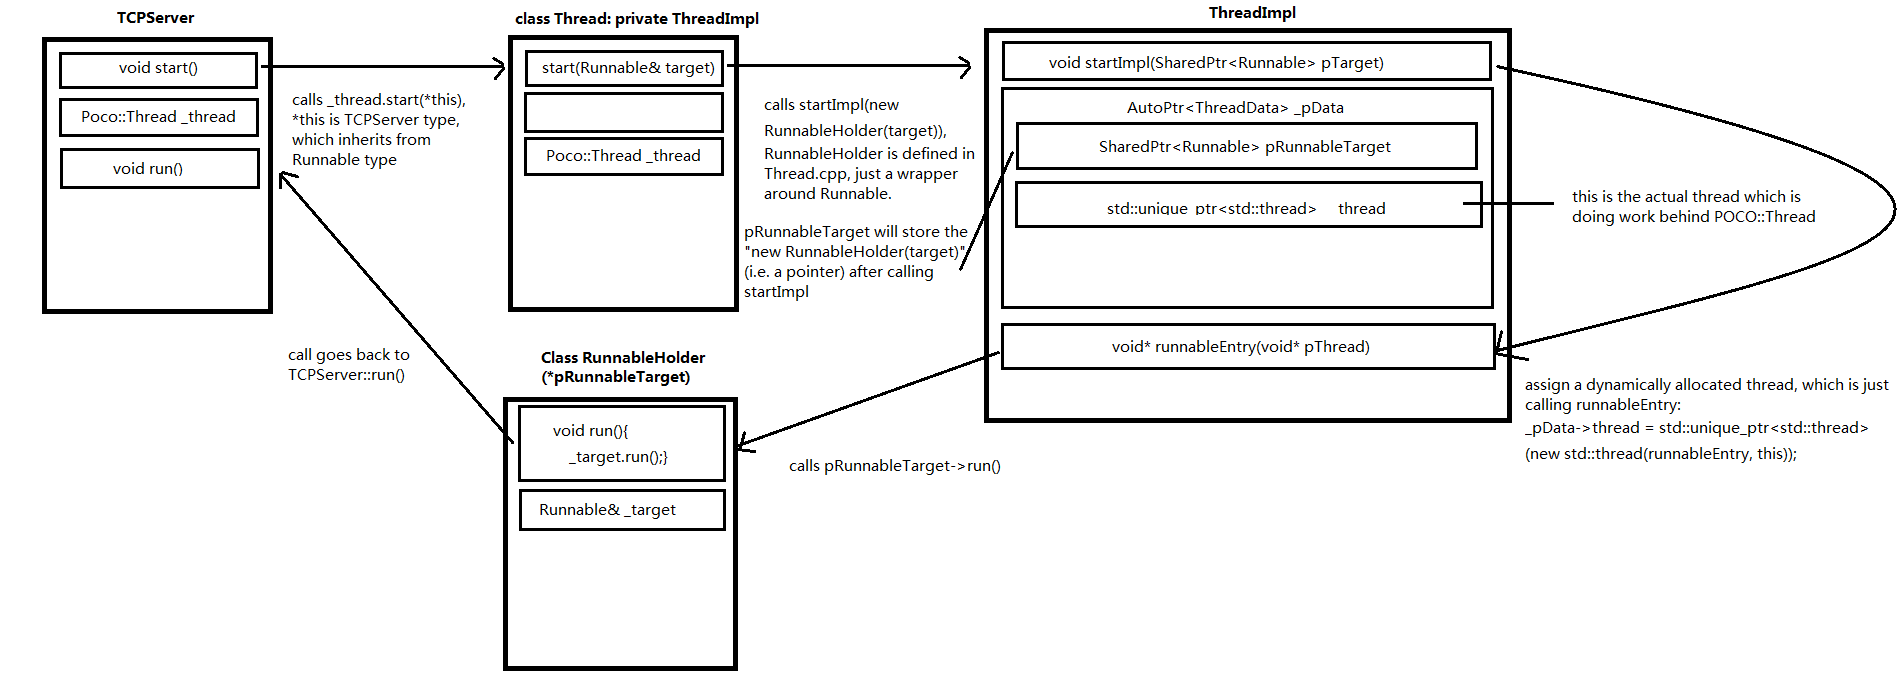 TCPServer
void start()
Poco::Thread _thread
void run()
calls _thread.start(*this),
*this is TCPServer type,
which inherits from
Runnable type
class Thread: private ThreadImpl
start(Runnable& target)
Poco::Thread _thread
calls startImpl(new
RunnableHolder(target)),
RunnableHolder is defined in
Thread.cpp, just a wrapper
around Runnable.
pRunnableTarget will store the
"new RunnableHolder(target)"
(i.e. a pointer) after calling
startImpl
ThreadImpl
void startImpl(SharedPtr<Runnable> pTarget)
AutoPtr<ThreadData> _pData
SharedPtr<Runnable> pRunnableTarget
std::unique_ptr<std::thread> thread
void* runnableEntry(void* pThread)
this is the actual thread which is
doing work behind POCO::Thread
assign a dynamically allocated thread, which is just
calling runnableEntry:
_pData->thread = std::unique_ptr<std::thread>
(new std::thread(runnableEntry, this));
calls pRunnableTarget->run()
Class RunnableHolder
(*pRunnableTarget)
void run(){
_target.run();}
Runnable& _target
call goes back to
TCPServer::run()